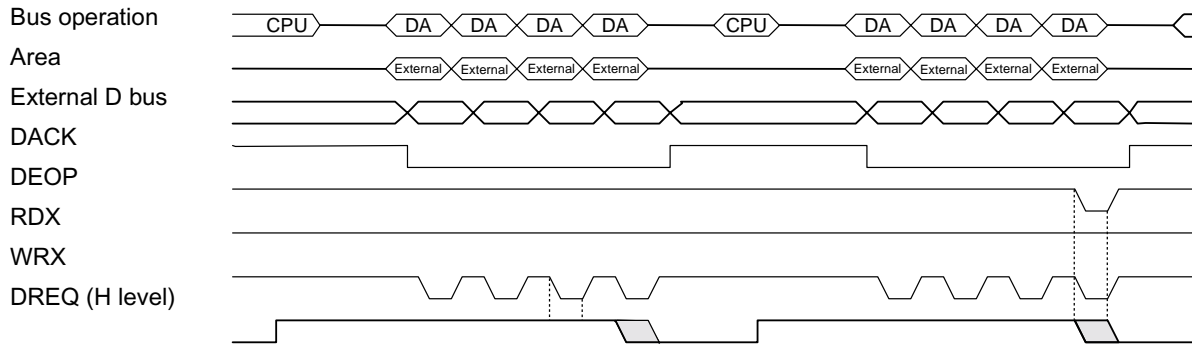 Bus operation CPU DA DA DA DA CPU DA DA DA DA
Area External External External External External External External External
External D bus
DACK
DEOP
RDX
WRX
DREQ (H level)